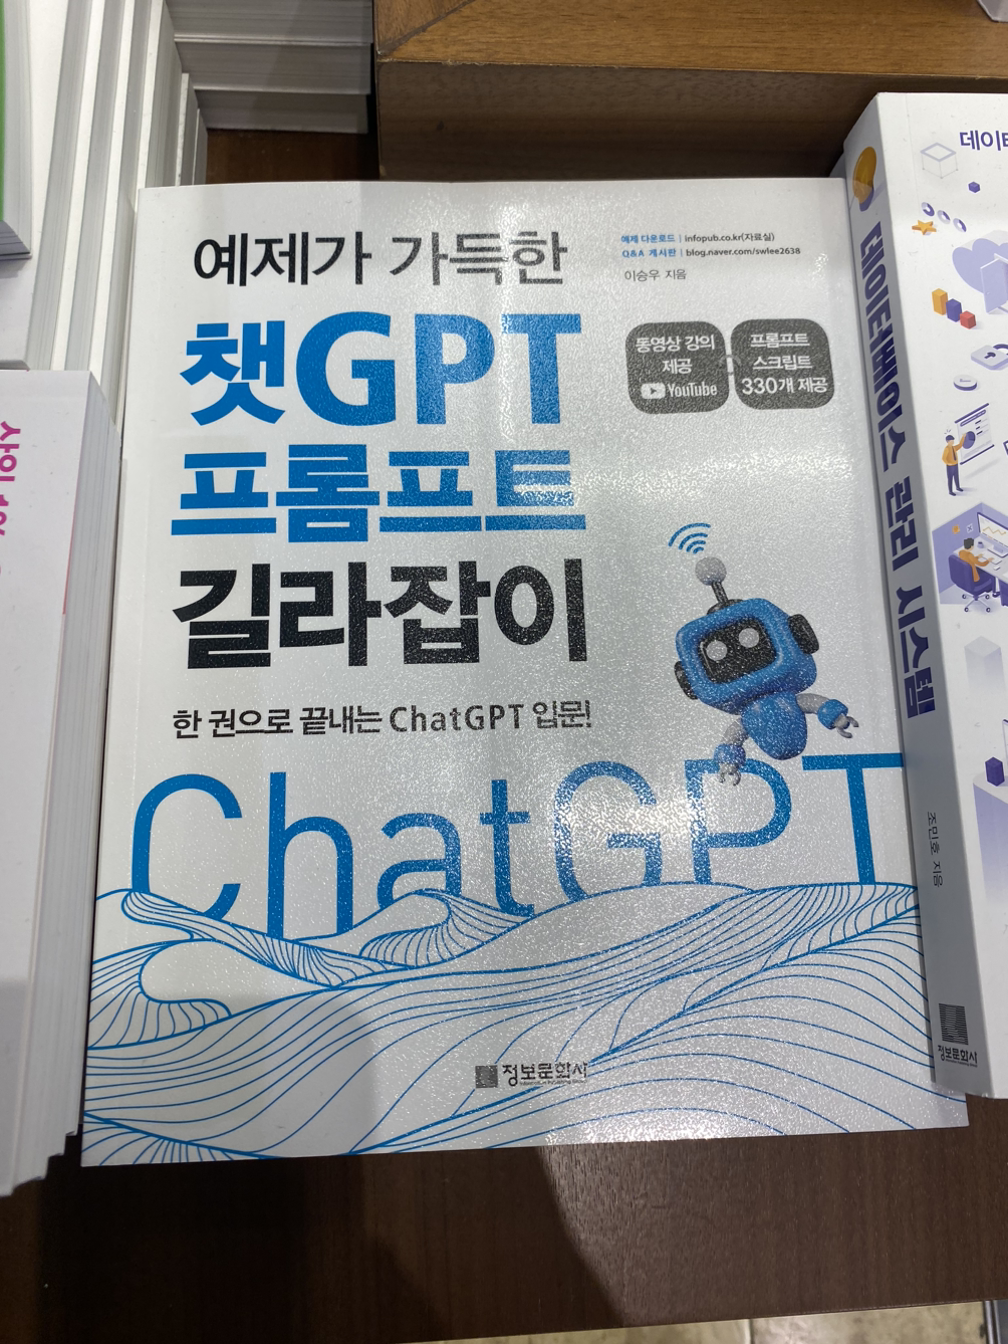 예제가 가득한
챗GPT
프롬프트
길라잡이
한 권으로 끝내는 ChatGPT 입문!
예제 다운로드 | infopub.co.kr(자료실)
Q&A 게시판 | blog.naver.com/swlee2638
이승우 지음
동영상 강의
제공
YouTube
프롬프트
스크립트
330개 제공
ChatGPT
정보문화사
데이터베이스 관리 시스템
조민호 지음
정보문화사